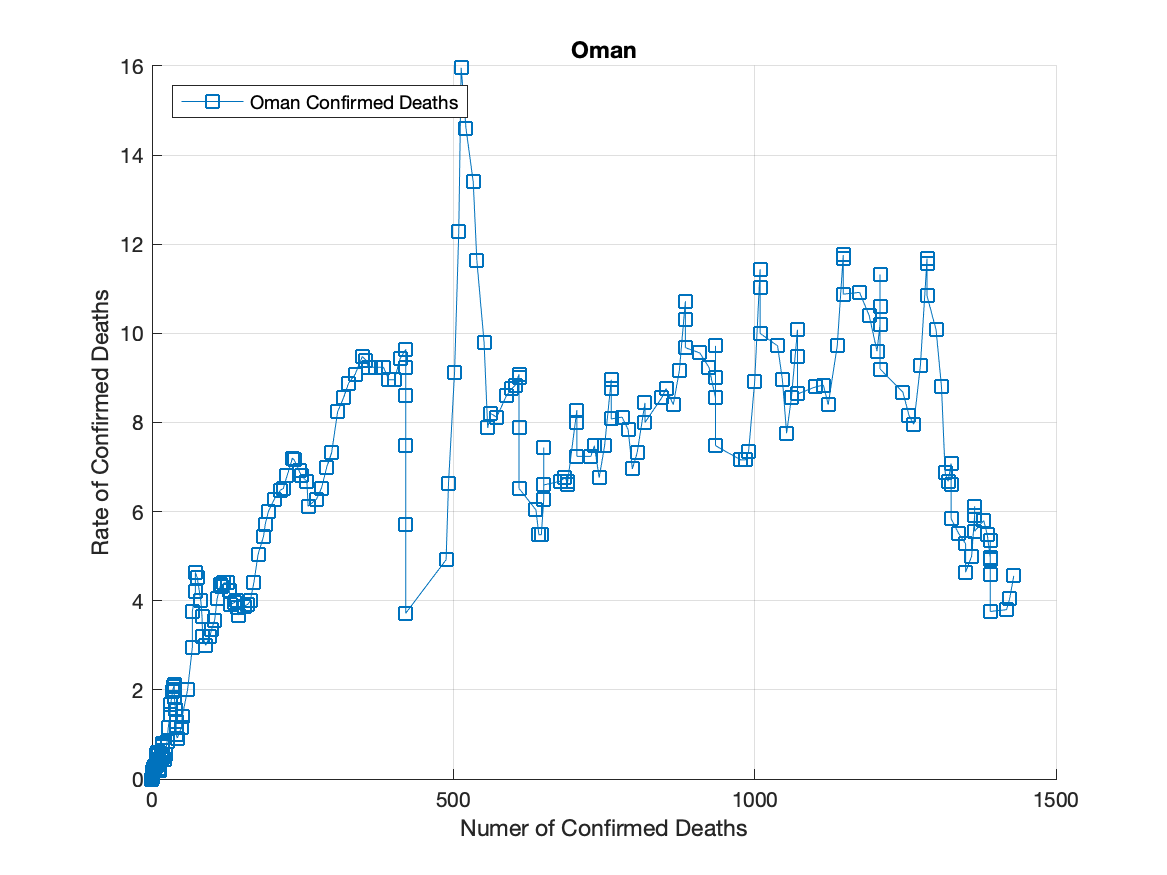 Oman
Oman Confirmed Deaths
Rate of Confirmed Deaths
16
14
12
10
8
6
4
2
0
0 500 1000 1500
Numer of Confirmed Deaths